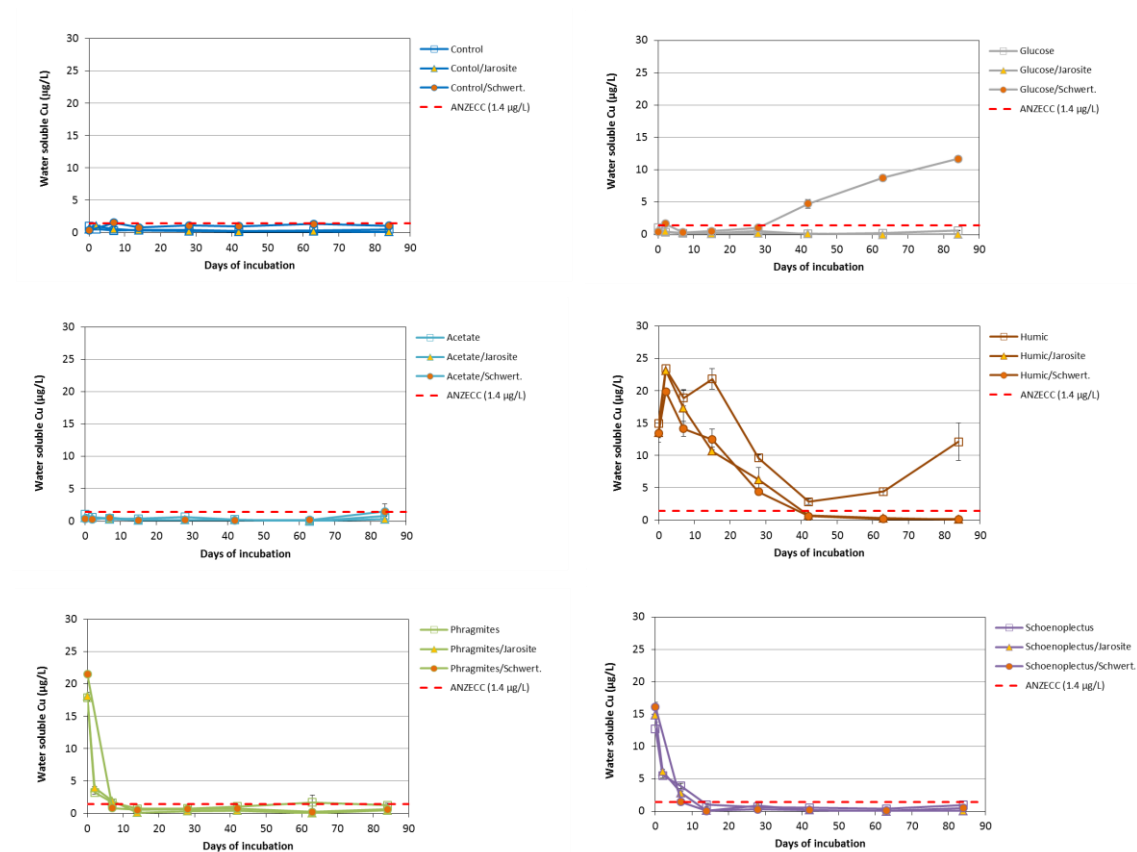 30
25
20
15
10
5
0
Water soluble Cu (µg/L)
0 10 20 30 40 50 60 70 80 90
Days of incubation
Control
Contol/Jarosite
Control/Schwert.
ANZECC (1.4 µg/L)
30
25
20
15
10
5
0
Water soluble Cu (µg/L)
0 10 20 30 40 50 60 70 80 90
Days of incubation
Glucose
Glucose/Jarosite
Glucose/Schwert.
ANZECC (1.4 µg/L)
30
25
20
15
10
5
0
Water soluble Cu (µg/L)
0 10 20 30 40 50 60 70 80 90
Days of incubation
Acetate
Acetate/Jarosite
Acetate/Schwert.
ANZECC (1.4 µg/L)
30
25
20
15
10
5
0
Water soluble Cu (µg/L)
0 10 20 30 40 50 60 70 80 90
Days of incubation
Humic
Humic/Jarosite
Humic/Schwert.
ANZECC (1.4 µg/L)
30
25
20
15
10
5
0
Water soluble Cu (µg/L)
0 10 20 30 40 50 60 70 80 90
Days of incubation
Phragmites
Phragmites/Jarosite
Phragmites/Schwert.
ANZECC (1.4 µg/L)
30
25
20
15
10
5
0
Water soluble Cu (µg/L)
0 10 20 30 40 50 60 70 80 90
Days of incubation
Schoenoplectus
Schoenoplectus/Jarosite
Schoenoplectus/Schwert.
ANZECC (1.4 µg/L)